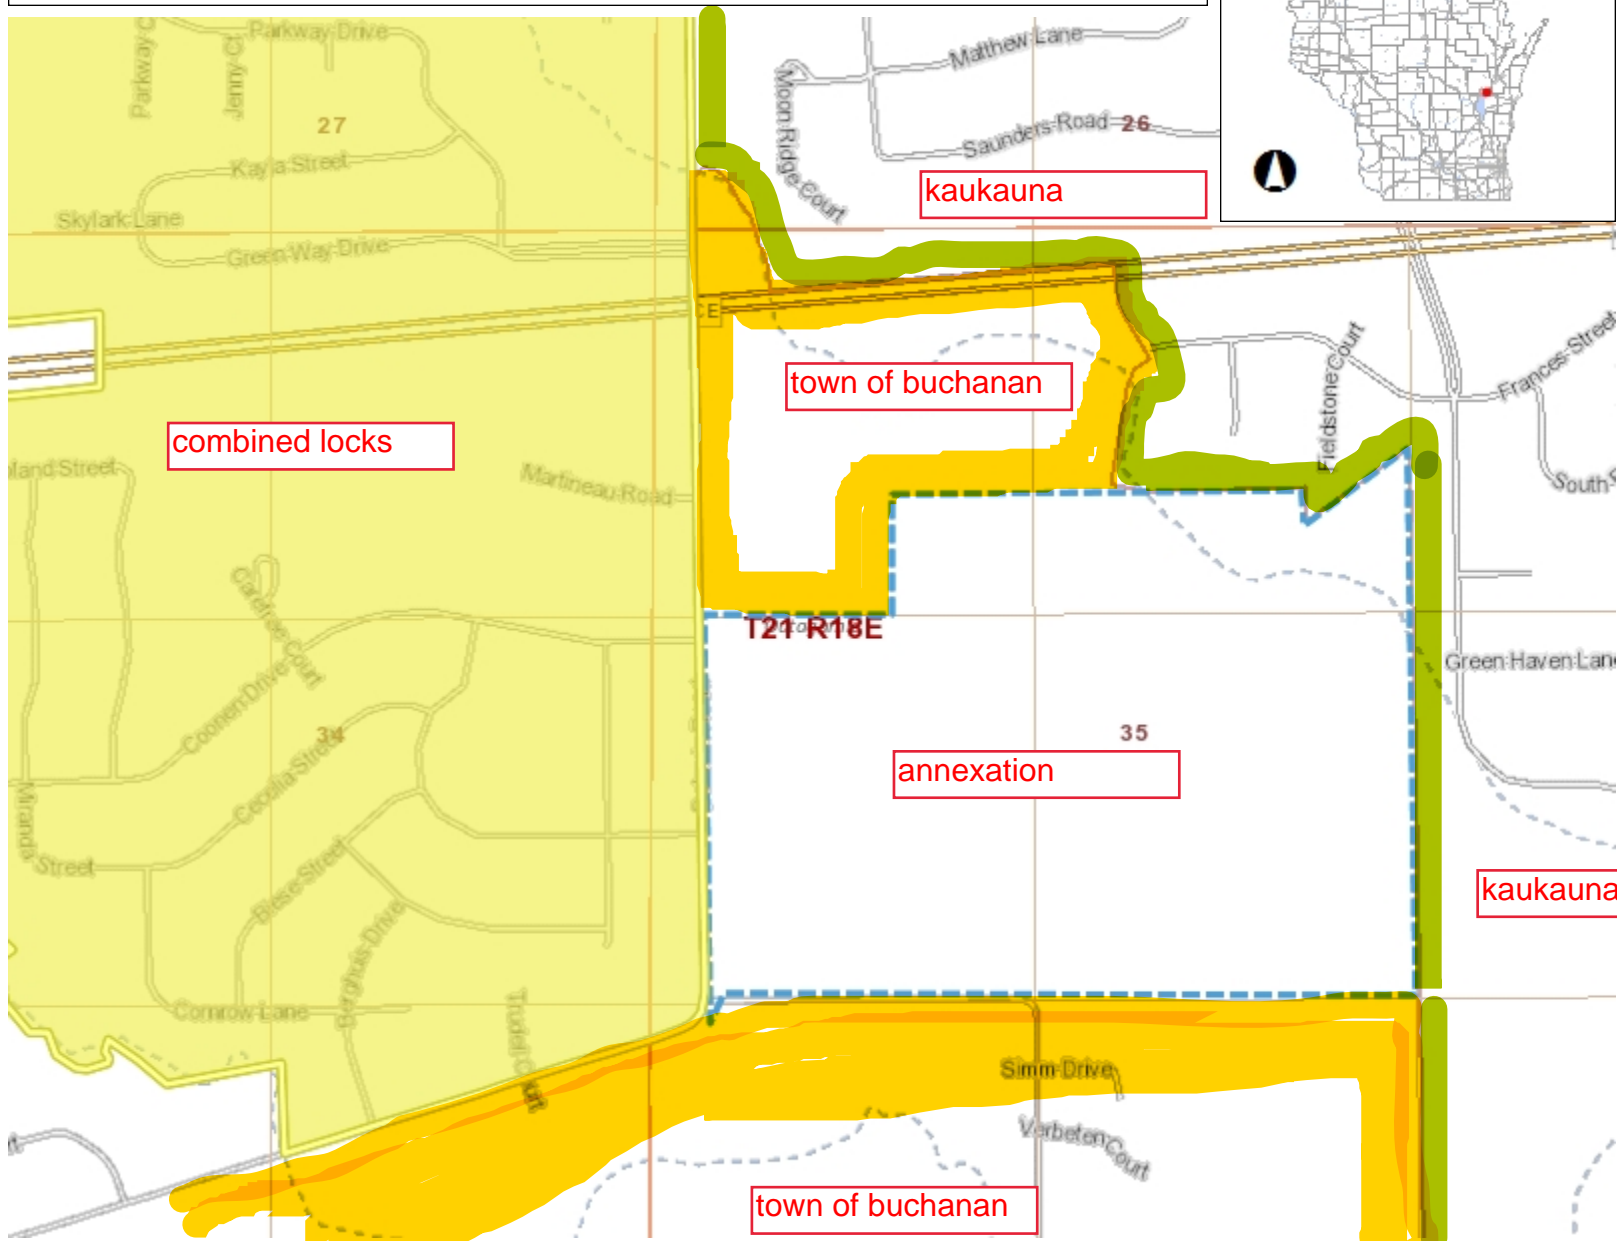 Parkway Drive
Parkway C
Jenny Ct
Matthew Lane
Moon Ridge Court
27
Saunders Road
26
Kayla Street
kaukauna
Skylark Lane
Green Way Drive
E
Frances Street
town of buchanan
Fieldstone Court
combined locks
land Street
Martineau Road
South
Carefree Court
T21 R18E
Green Haven Lane
Coonen Drive
34
35
annexation
Cecelia Street
Miranda Street
Biese Street
kaukauna
Berghuis Drive
Cornrow Lane
Trudel Court
Simm Drive
Verbeten Court
town of buchanan